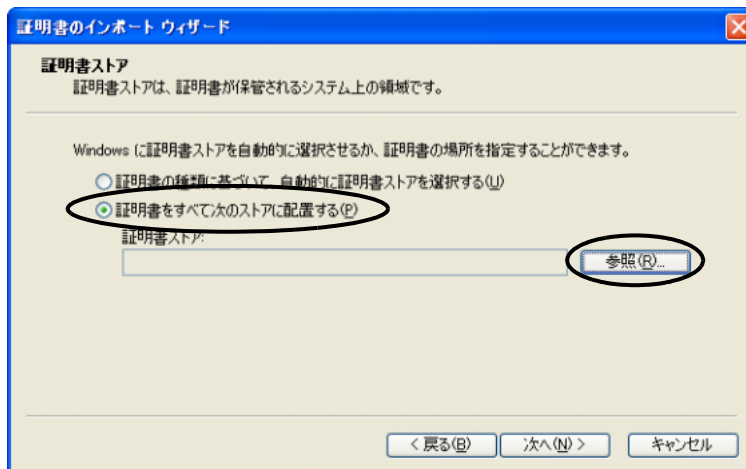 証明書のインポート ウィザード
証明書ストア
証明書ストアは、証明書が保管されるシステム上の領域です。
Windows に証明書ストアを自動的に選択させるか、証明書の場所を指定することができます。
証明書の種類に基づいて、自動的に証明書ストアを選択する(U)
証明書をすべて次のストアに配置する(P)
証明書ストア:
参照(R)...
< 戻る(B) 次へ(N) > キャンセル